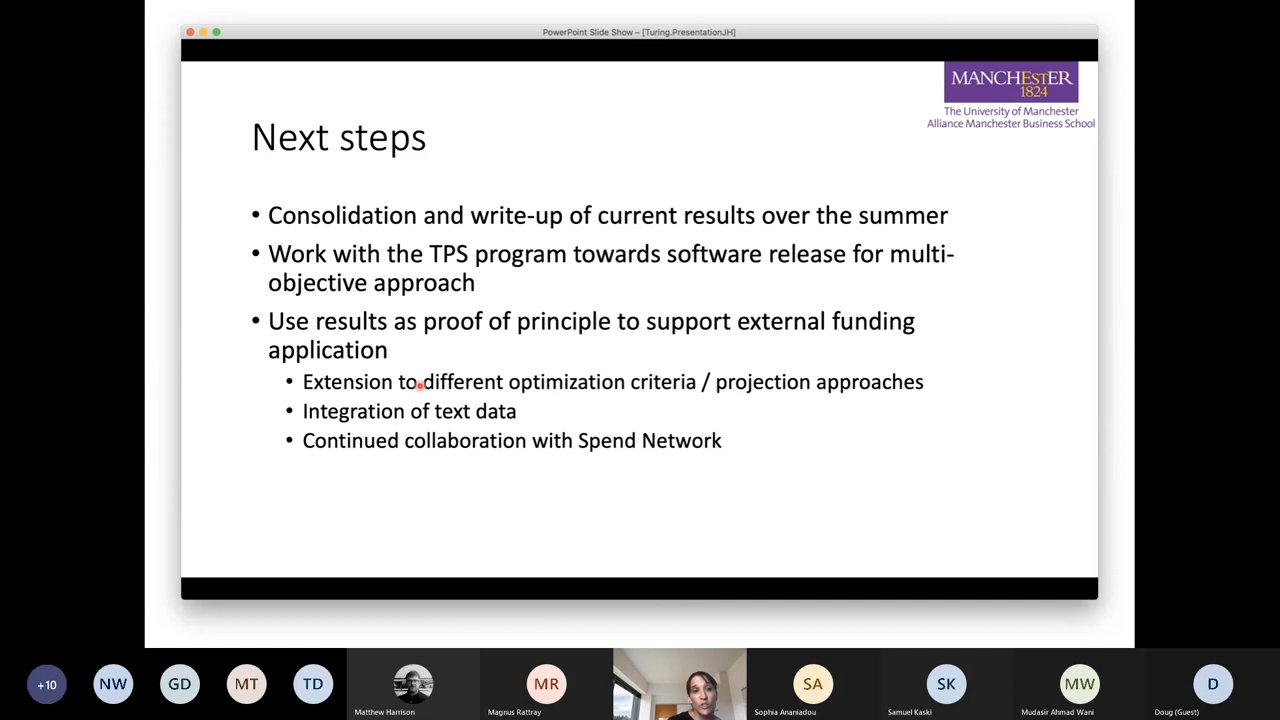 PowerPoint Slide Show – [Turing.PresentationJH]
MANCHESTER
1824
The University of Manchester
Alliance Manchester Business School
Next steps
• Consolidation and write-up of current results over the summer
• Work with the TPS program towards software release for multi-
objective approach
• Use results as proof of principle to support external funding
application
• Extension to different optimization criteria / projection approaches
• Integration of text data
• Continued collaboration with Spend Network
+10
NW
GD
MT
TD
MR
SA
SK
MW
D
Matthew Harrison
Magnus Rattray
Sophia Ananiadou
Samuel Kaski
Mudasir Ahmad Wani
Doug (Guest)